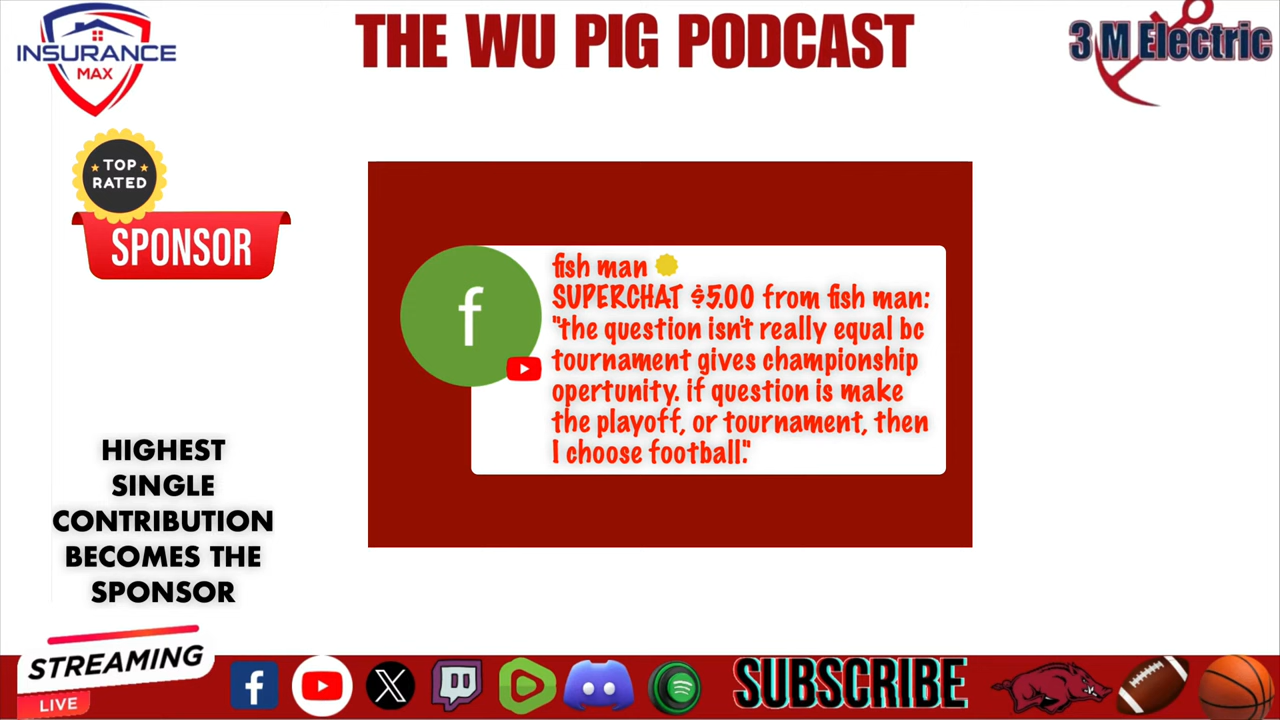 INSURANCE
MAX
THE WU PIG PODCAST
3 M Electric
TOP
RATED
SPONSOR
f
fish man
SUPERCHAT $5.00 from fish man:
"the question isn't really equal bc
tournament gives championship
opertunity. if question is make
the playoff, or tournament, then
I choose football."
HIGHEST
SINGLE
CONTRIBUTION
BECOMES THE
SPONSOR
STREAMING
LIVE
SUBSCRIBE